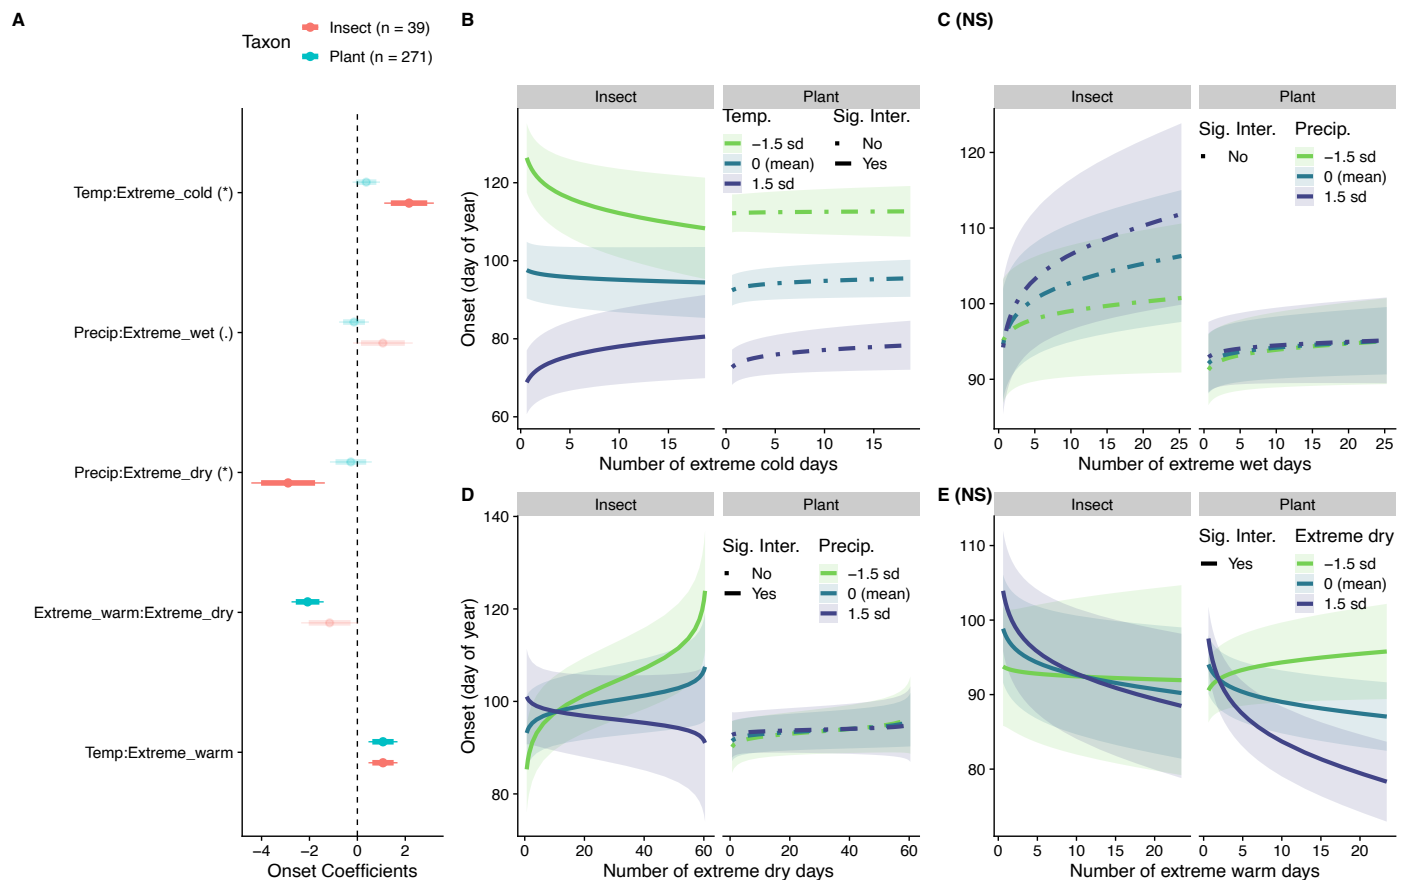 A
Taxon
Insect (n = 39)
Plant (n = 271)
Temp:Extreme_cold (*)
Precip:Extreme_wet (.)
Precip:Extreme_dry (*)
Extreme_warm:Extreme_dry
Temp:Extreme_warm
−4 −2 0 2
Onset Coefficients
B
Insect Plant
Temp. Sig. Inter.
−1.5 sd No
0 (mean) Yes
1.5 sd
120
100
80
60
Onset (day of year)
0 5 10 15 0 5 10 15
Number of extreme cold days
C (NS)
Insect Plant
Sig. Inter. Precip.
No −1.5 sd
0 (mean)
1.5 sd
120
110
100
90
0 5 10 15 20 25 0 5 10 15 20 25
Number of extreme wet days
D
Insect Plant
Sig. Inter. Precip.
No −1.5 sd
Yes 0 (mean)
1.5 sd
140
120
100
80
Onset (day of year)
0 20 40 60 0 20 40 60
Number of extreme dry days
E (NS)
Insect Plant
Sig. Inter. Extreme dry
Yes −1.5 sd
0 (mean)
1.5 sd
110
100
90
80
0 5 10 15 20 0 5 10 15 20
Number of extreme warm days